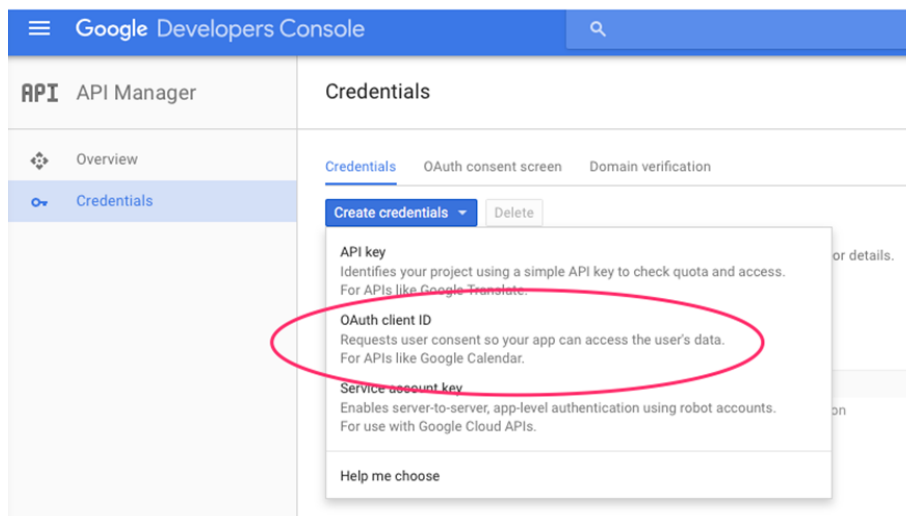 Google Developers Console
API API Manager
Credentials
Overview
Credentials
Credentials OAuth consent screen Domain verification
Create credentials Delete
API key
Identifies your project using a simple API key to check quota and access.
For APIs like Google Translate.
or details.
OAuth client ID
Requests user consent so your app can access the user's data.
For APIs like Google Calendar.
Service account key
Enables server-to-server, app-level authentication using robot accounts.
on
For use with Google Cloud APIs.
Help me choose